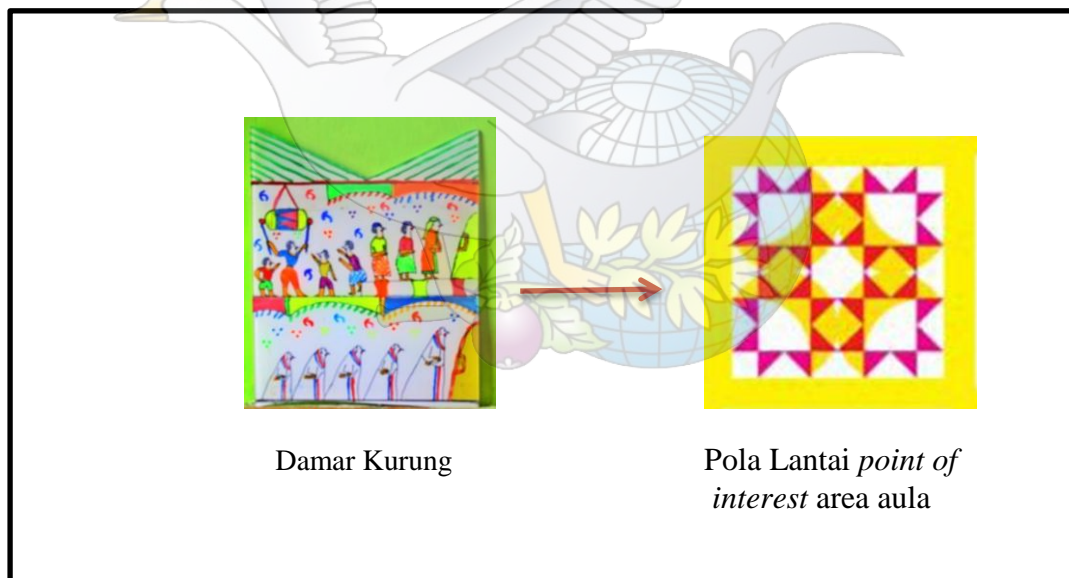 Damar Kurung
Pola Lantai point of
interest area aula